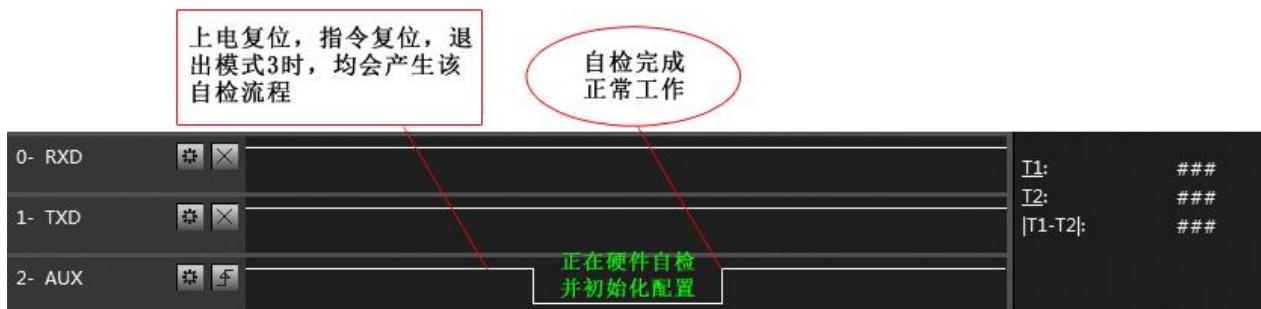 上电复位，指令复位，退
出模式3时，均会产生该
自检流程
自检完成
正常工作
0- RXD
T1: ###
T2: ###
1- TXD
|T1-T2|: ###
正在硬件自检
2- AUX
并初始化配置